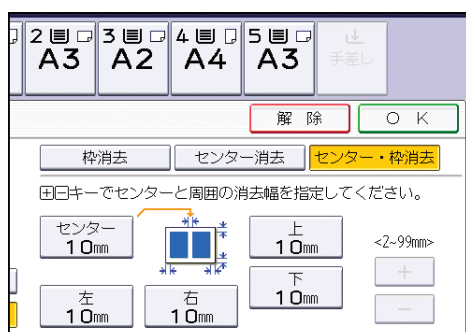 2 3 4 5
A3 A2 A4 A3 手差し
解 除 O K
枠消去 センター消去 センター・枠消去
⊞⊟キーでセンターと周囲の消去幅を指定してください。
センター 上
10mm 10mm <2~99mm>
+
下
左 右 10mm
10mm 10mm −